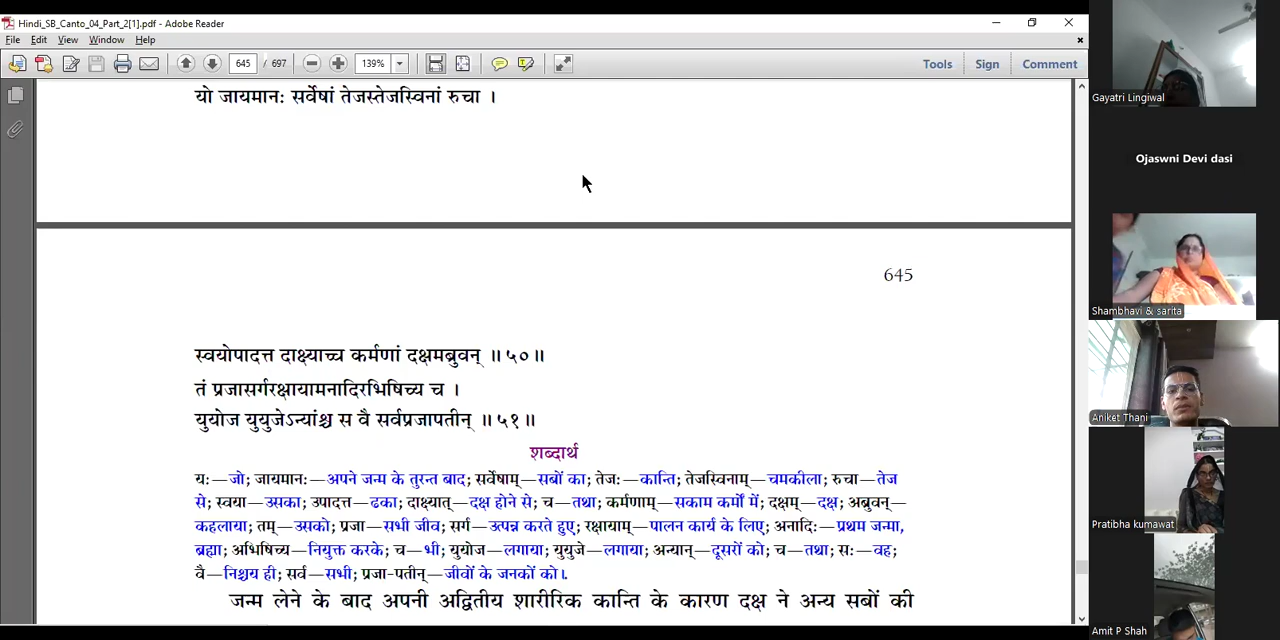 Hindi_SB_Canto_04_Part_2[1].pdf - Adobe Reader
File Edit View Window Help
645 / 697 139% Tools Sign Comment
यो जायमानः सर्वेषां तेजस्तेजस्विनां रुचा ।
645
स्वयोपादत्त दाक्ष्याच्च कर्मणां दक्षमब्रुवन् ॥ ५० ॥
तं प्रजासर्गरक्षायामनादिरभिषिच्य च ।
युयोज युयुजेऽन्यांश्च स वै सर्वप्रजापतीन् ॥ ५१ ॥
शब्दार्थ
यः—जो; जायमानः—अपने जन्म के तुरन्त बाद; सर्वेषाम्—सबों का; तेजः—कान्ति; तेजस्विनाम्—चमकीला; रुचा—तेज
से; स्वया—उसका; उपादत्त—ढका; दाक्ष्यात्—दक्ष होने से; च—तथा; कर्मणाम्—सकाम कर्मों में; दक्षम्—दक्ष; अब्रुवन्—
कहलाया; तम्—उसको; प्रजा—सभी जीव; सर्ग—उत्पन्न करते हुए; रक्षायाम्—पालन कार्य के लिए; अनादिः—प्रथम जन्मा,
ब्रह्मा; अभिषिच्य—नियुक्त करके; च—भी; युयोज—लगाया; युयुजे—लगाया; अन्यान्—दूसरों को; च—तथा; सः—वह;
वै—निश्चय ही; सर्व—सभी; प्रजा-पतीन्—जीवों के जनकों को।.
जन्म लेने के बाद अपनी अद्वितीय शारीरिक कान्ति के कारण दक्ष ने अन्य सबों की
Gayatri Lingiwal
Ojaswni Devi dasi
Shambhavi & sarita
Aniket Thani
Pratibha kumawat
Amit P Shah